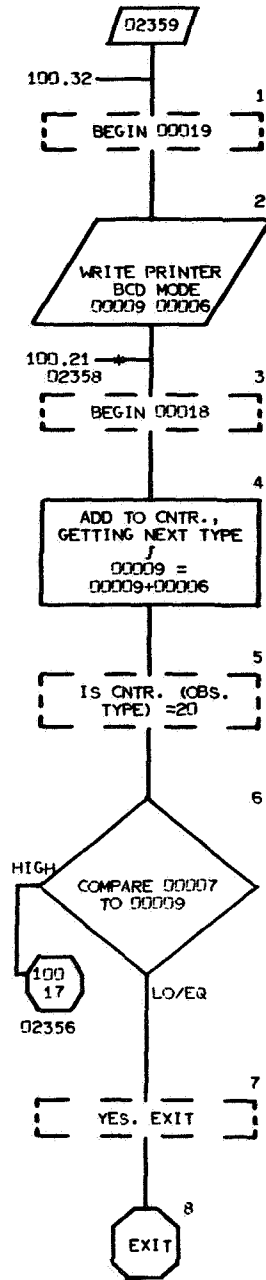 02359
100.32
1
BEGIN 00019
2
WRITE PRINTER
BCD MODE
00009 00006
100.21
02358
3
BEGIN 00018
4
ADD TO CNTR.,
GETTING NEXT TYPE
ʃ
00009 =
00009+00006
5
IS CNTR. (OBS.
TYPE) =20
6
HIGH
COMPARE 00007
TO 00009
100
17
LO/EQ
02356
7
YES. EXIT
8
EXIT